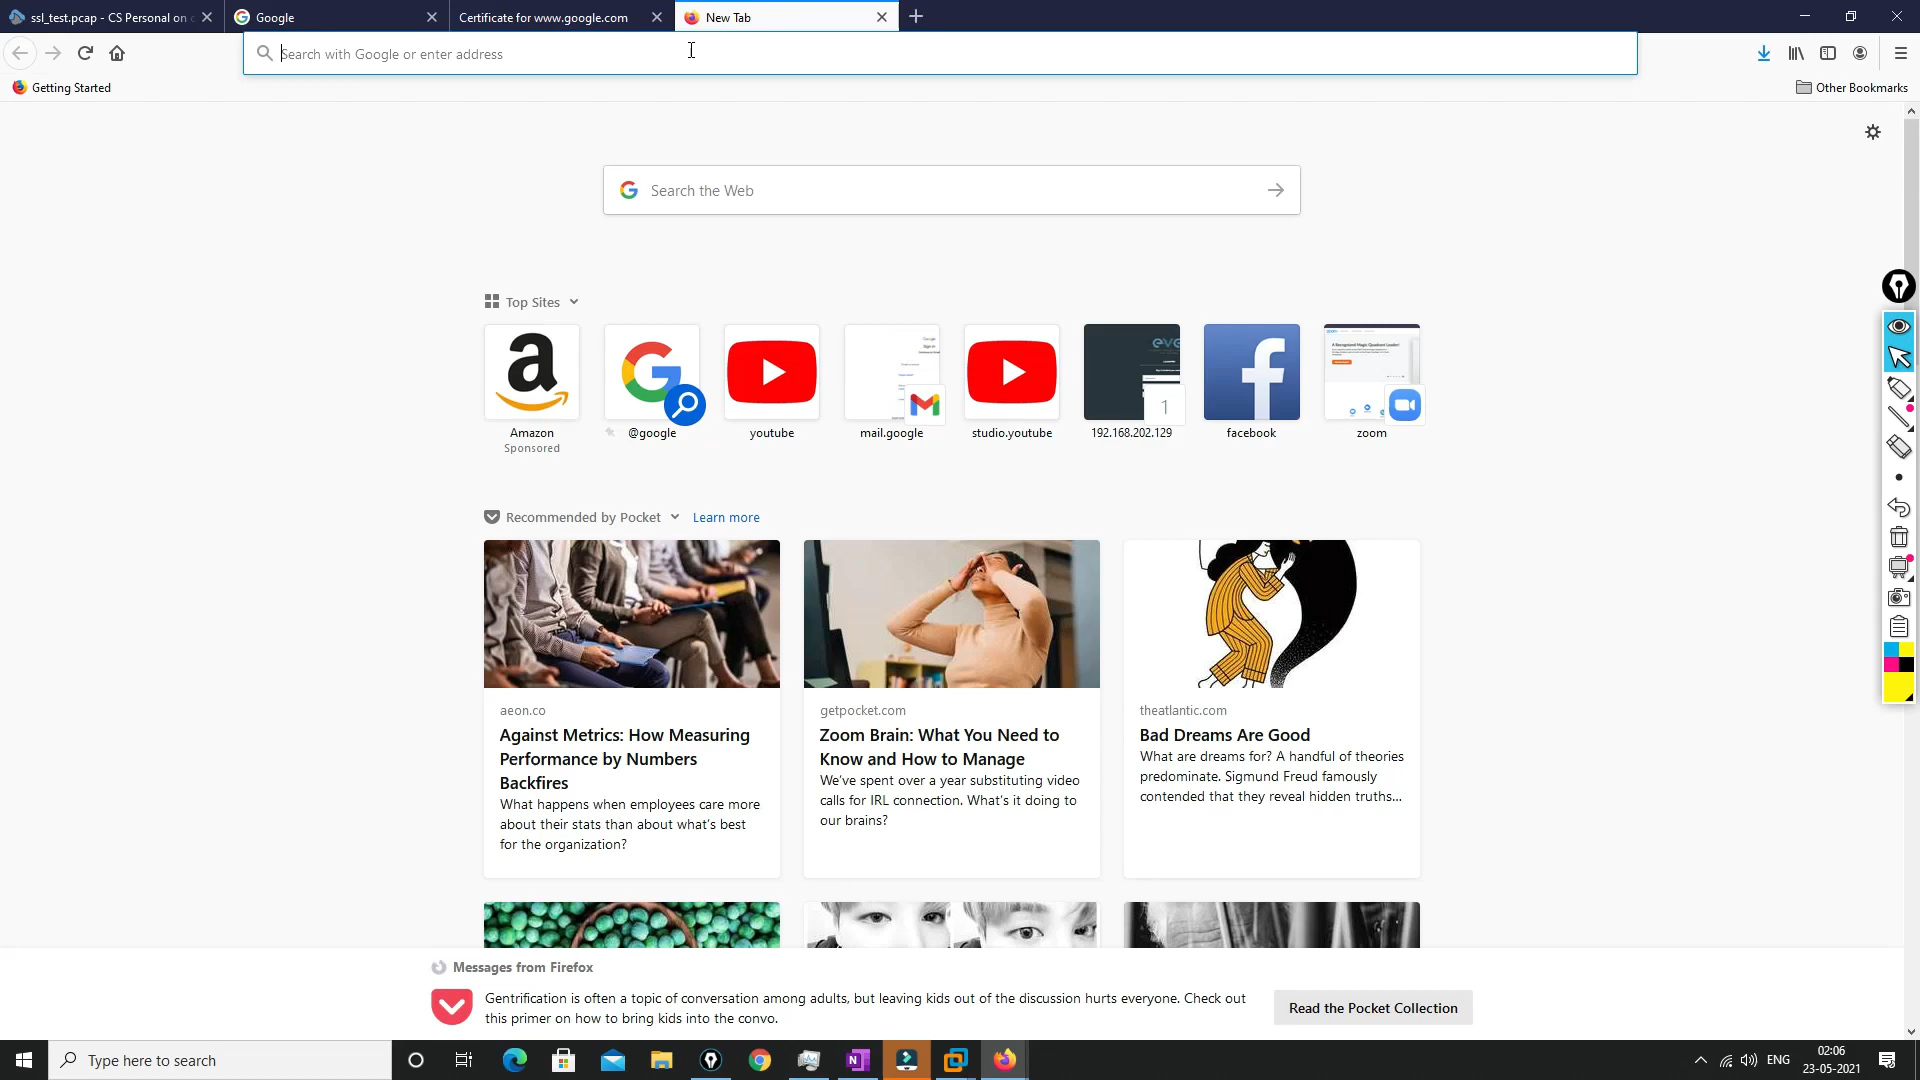 ssl_test.pcap - CS Personal on
Google
Certificate for www.google.com
New Tab
Search with Google or enter address
Getting Started
Other Bookmarks
Search the Web
Top Sites
Amazon
Sponsored
@google
youtube
mail.google
studio.youtube
1
192.168.202.129
facebook
zoom
Recommended by Pocket
Learn more
aeon.co
Against Metrics: How Measuring
Performance by Numbers
Backfires
What happens when employees care more
about their stats than about what's best
for the organization?
getpocket.com
Zoom Brain: What You Need to
Know and How to Manage
We've spent over a year substituting video
calls for IRL connection. What's it doing to
our brains?
theatlantic.com
Bad Dreams Are Good
What are dreams for? A handful of theories
predominate. Sigmund Freud famously
contended that they reveal hidden truths...
Messages from Firefox
Gentrification is often a topic of conversation among adults, but leaving kids out of the discussion hurts everyone. Check out
this primer on how to bring kids into the convo.
Read the Pocket Collection
Type here to search
ENG
02:06
23-05-2021